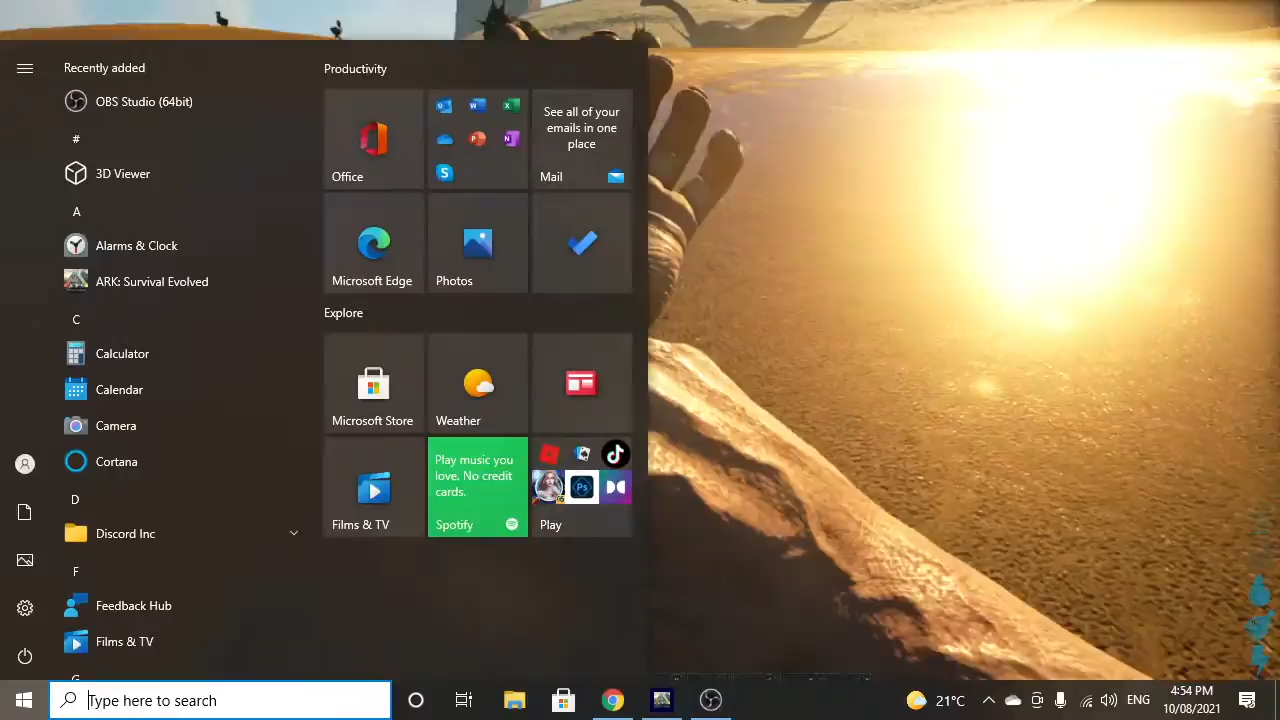 Recently added
OBS Studio (64bit)
#
3D Viewer
A
Alarms & Clock
ARK: Survival Evolved
C
Calculator
Calendar
Camera
Cortana
D
Discord Inc
F
Feedback Hub
Films & TV
Productivity
Office
See all of your
emails in one
place
Mail
Microsoft Edge
Photos
Explore
Microsoft Store
Weather
Films & TV
Play music you
love. No credit
cards.
Spotify
Ps
Play
Type here to search
21°C
ENG
4:54 PM
10/08/2021